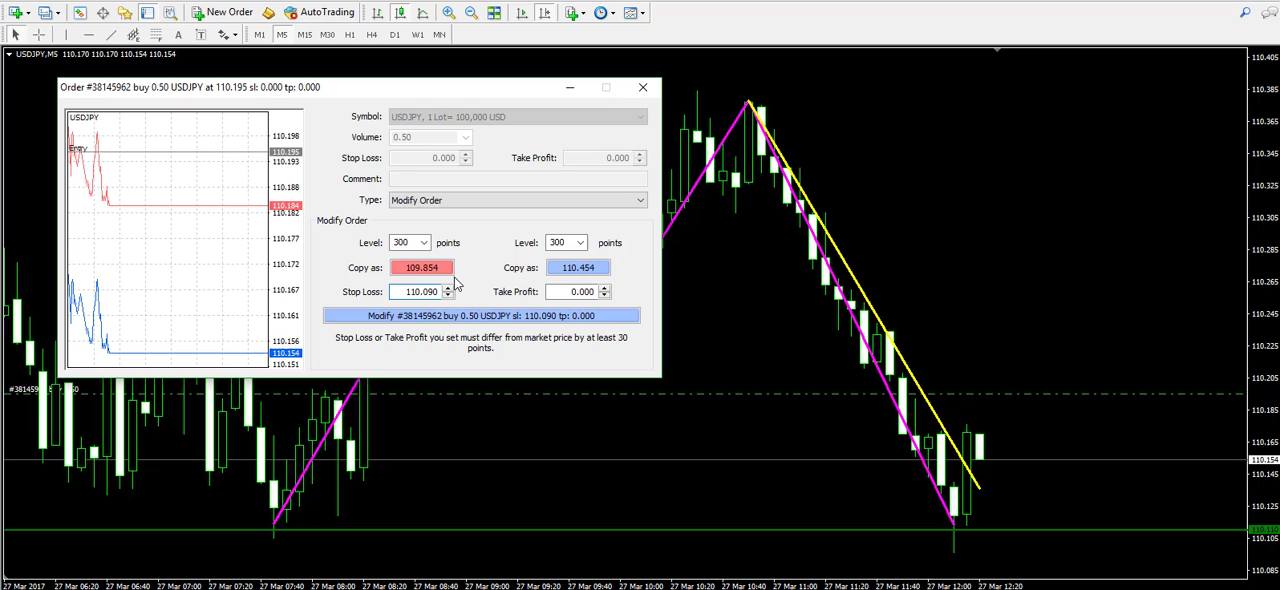 New Order AutoTrading
A T M1 M5 M15 M30 H1 H4 D1 W1 MN
USDJPY,M5 110.170 110.170 110.154 110.154
Order #38145962 buy 0.50 USDJPY at 110.195 sl: 0.000 tp: 0.000
USDJPY
Entry
110.198
110.195
110.193
110.188
110.184
110.182
110.177
110.172
110.166
110.161
110.156
110.154
110.151
Symbol: USDJPY, 1 Lot= 100,000 USD
Volume: 0.50
Stop Loss: 0.000 Take Profit: 0.000
Comment:
Type: Modify Order
Modify Order
Level: 300 points Level: 300 points
Copy as: 109.854 Copy as: 110.454
Stop Loss: 110.090 Take Profit: 0.000
Modify #38145962 buy 0.50 USDJPY sl: 110.090 tp: 0.000
Stop Loss or Take Profit you set must differ from market price by at least 30
points.
110.405
110.385
110.365
110.345
110.325
110.305
110.285
110.265
110.245
110.225
110.205
110.185
110.165
110.154
110.145
110.125
110.105
110.085
27 Mar 2017 27 Mar 06:20 27 Mar 06:40 27 Mar 07:00 27 Mar 07:20 27 Mar 07:40 27 Mar 08:00 27 Mar 08:20 27 Mar 08:40 27 Mar 09:00 27 Mar 09:20 27 Mar 09:40 27 Mar 10:00 27 Mar 10:20 27 Mar 10:40 27 Mar 11:00 27 Mar 11:20 27 Mar 11:40 27 Mar 12:00 27 Mar 12:20